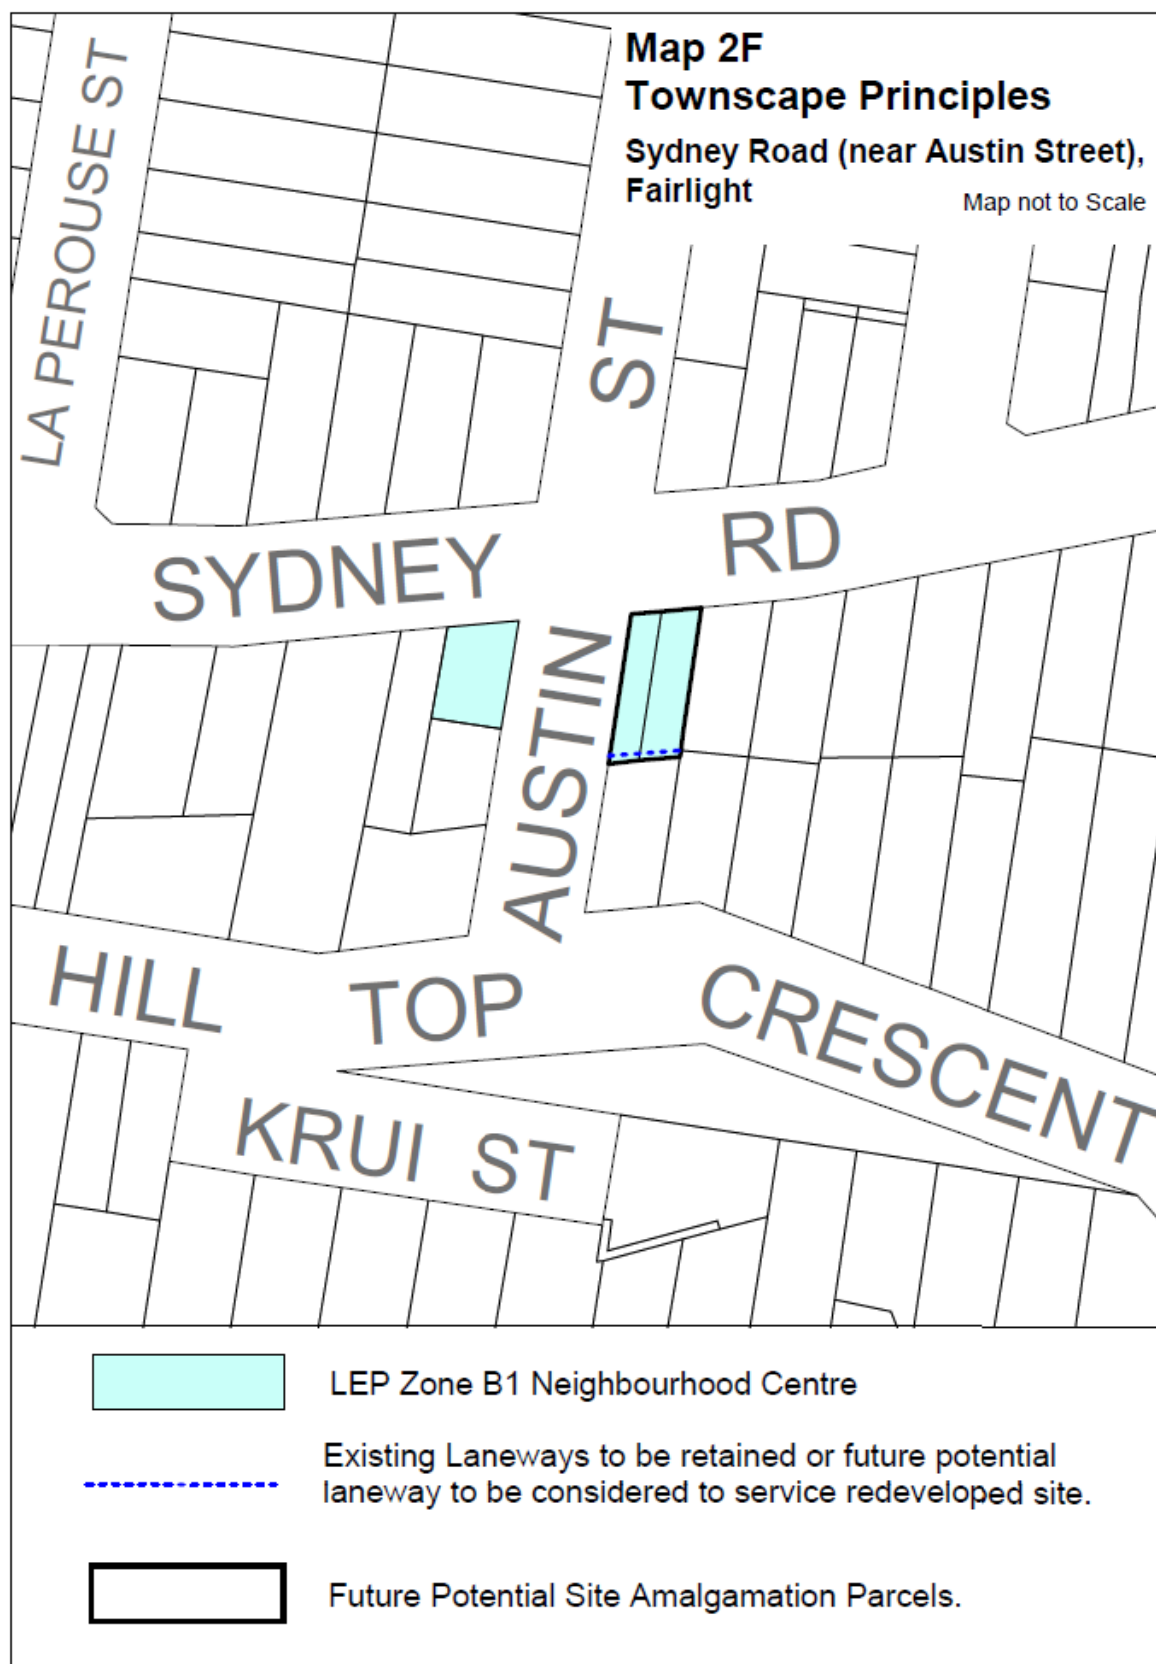 Map 2F
Townscape Principles
Sydney Road (near Austin Street),
Fairlight
Map not to Scale
LA PEROUSE ST
ST
SYDNEY
RD
AUSTIN
HILL
TOP
CRESCENT
KRUI ST
LEP Zone B1 Neighbourhood Centre
Existing Laneways to be retained or future potential
laneway to be considered to service redeveloped site.
Future Potential Site Amalgamation Parcels.